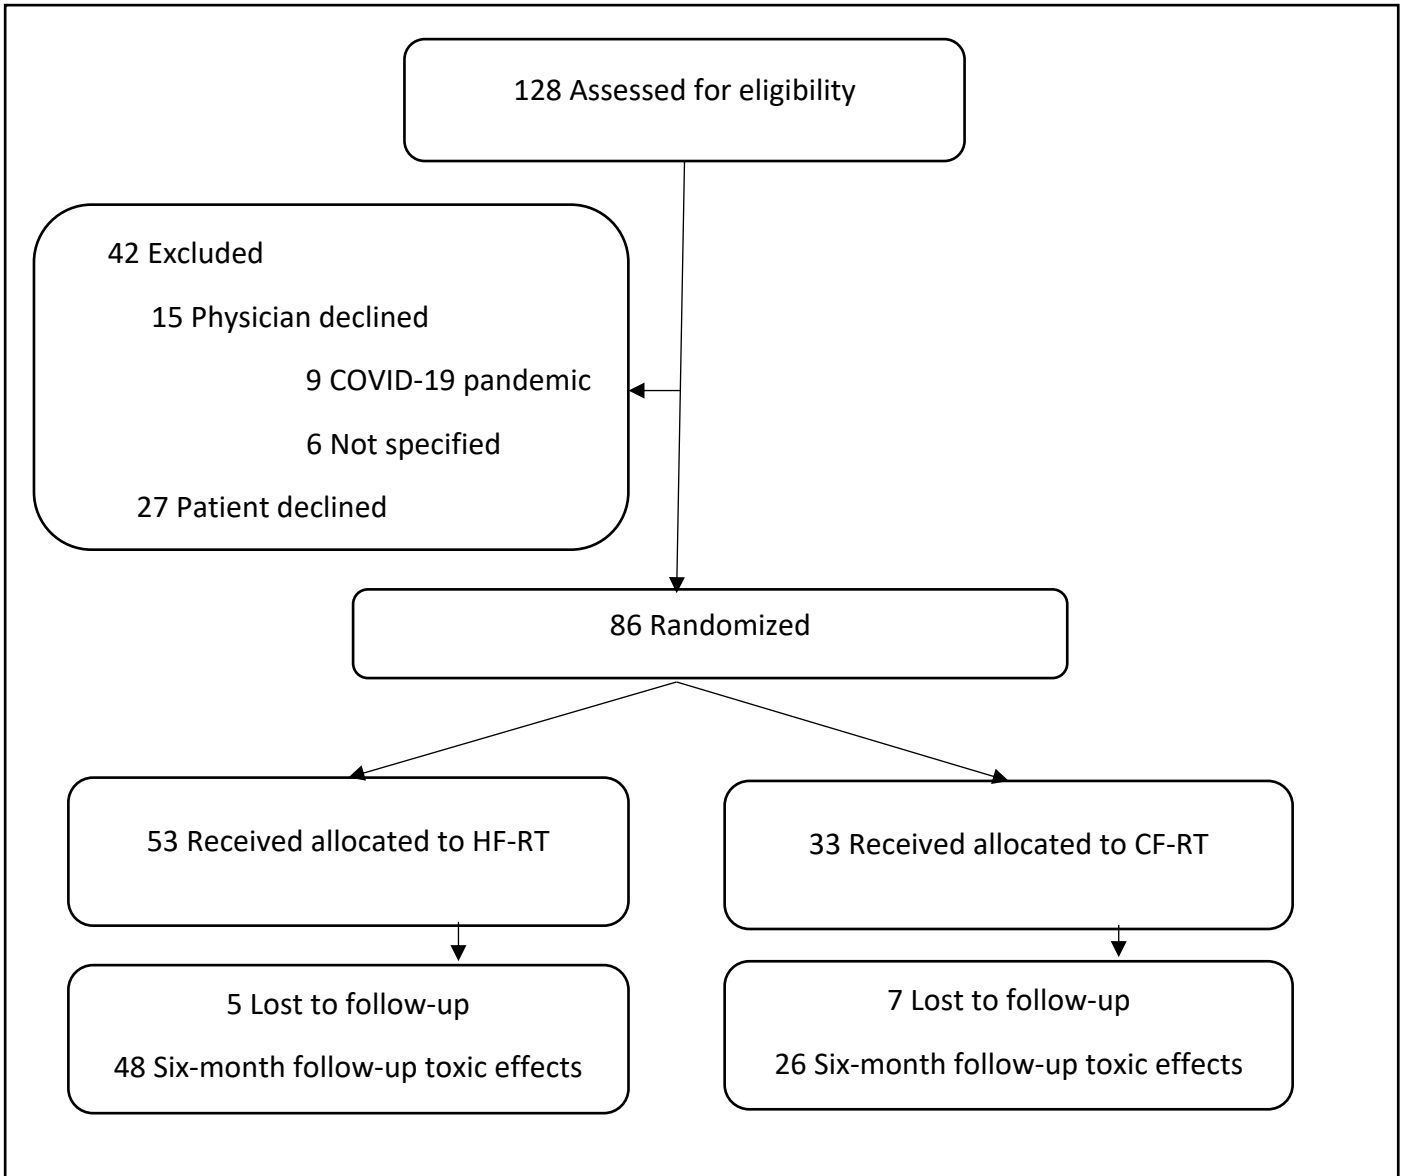 128 Assessed for eligibility
42 Excluded
15 Physician declined
9 COVID-19 pandemic
6 Not specified
27 Patient declined
86 Randomized
53 Received allocated to HF-RT
33 Received allocated to CF-RT
5 Lost to follow-up
48 Six-month follow-up toxic effects
7 Lost to follow-up
26 Six-month follow-up toxic effects